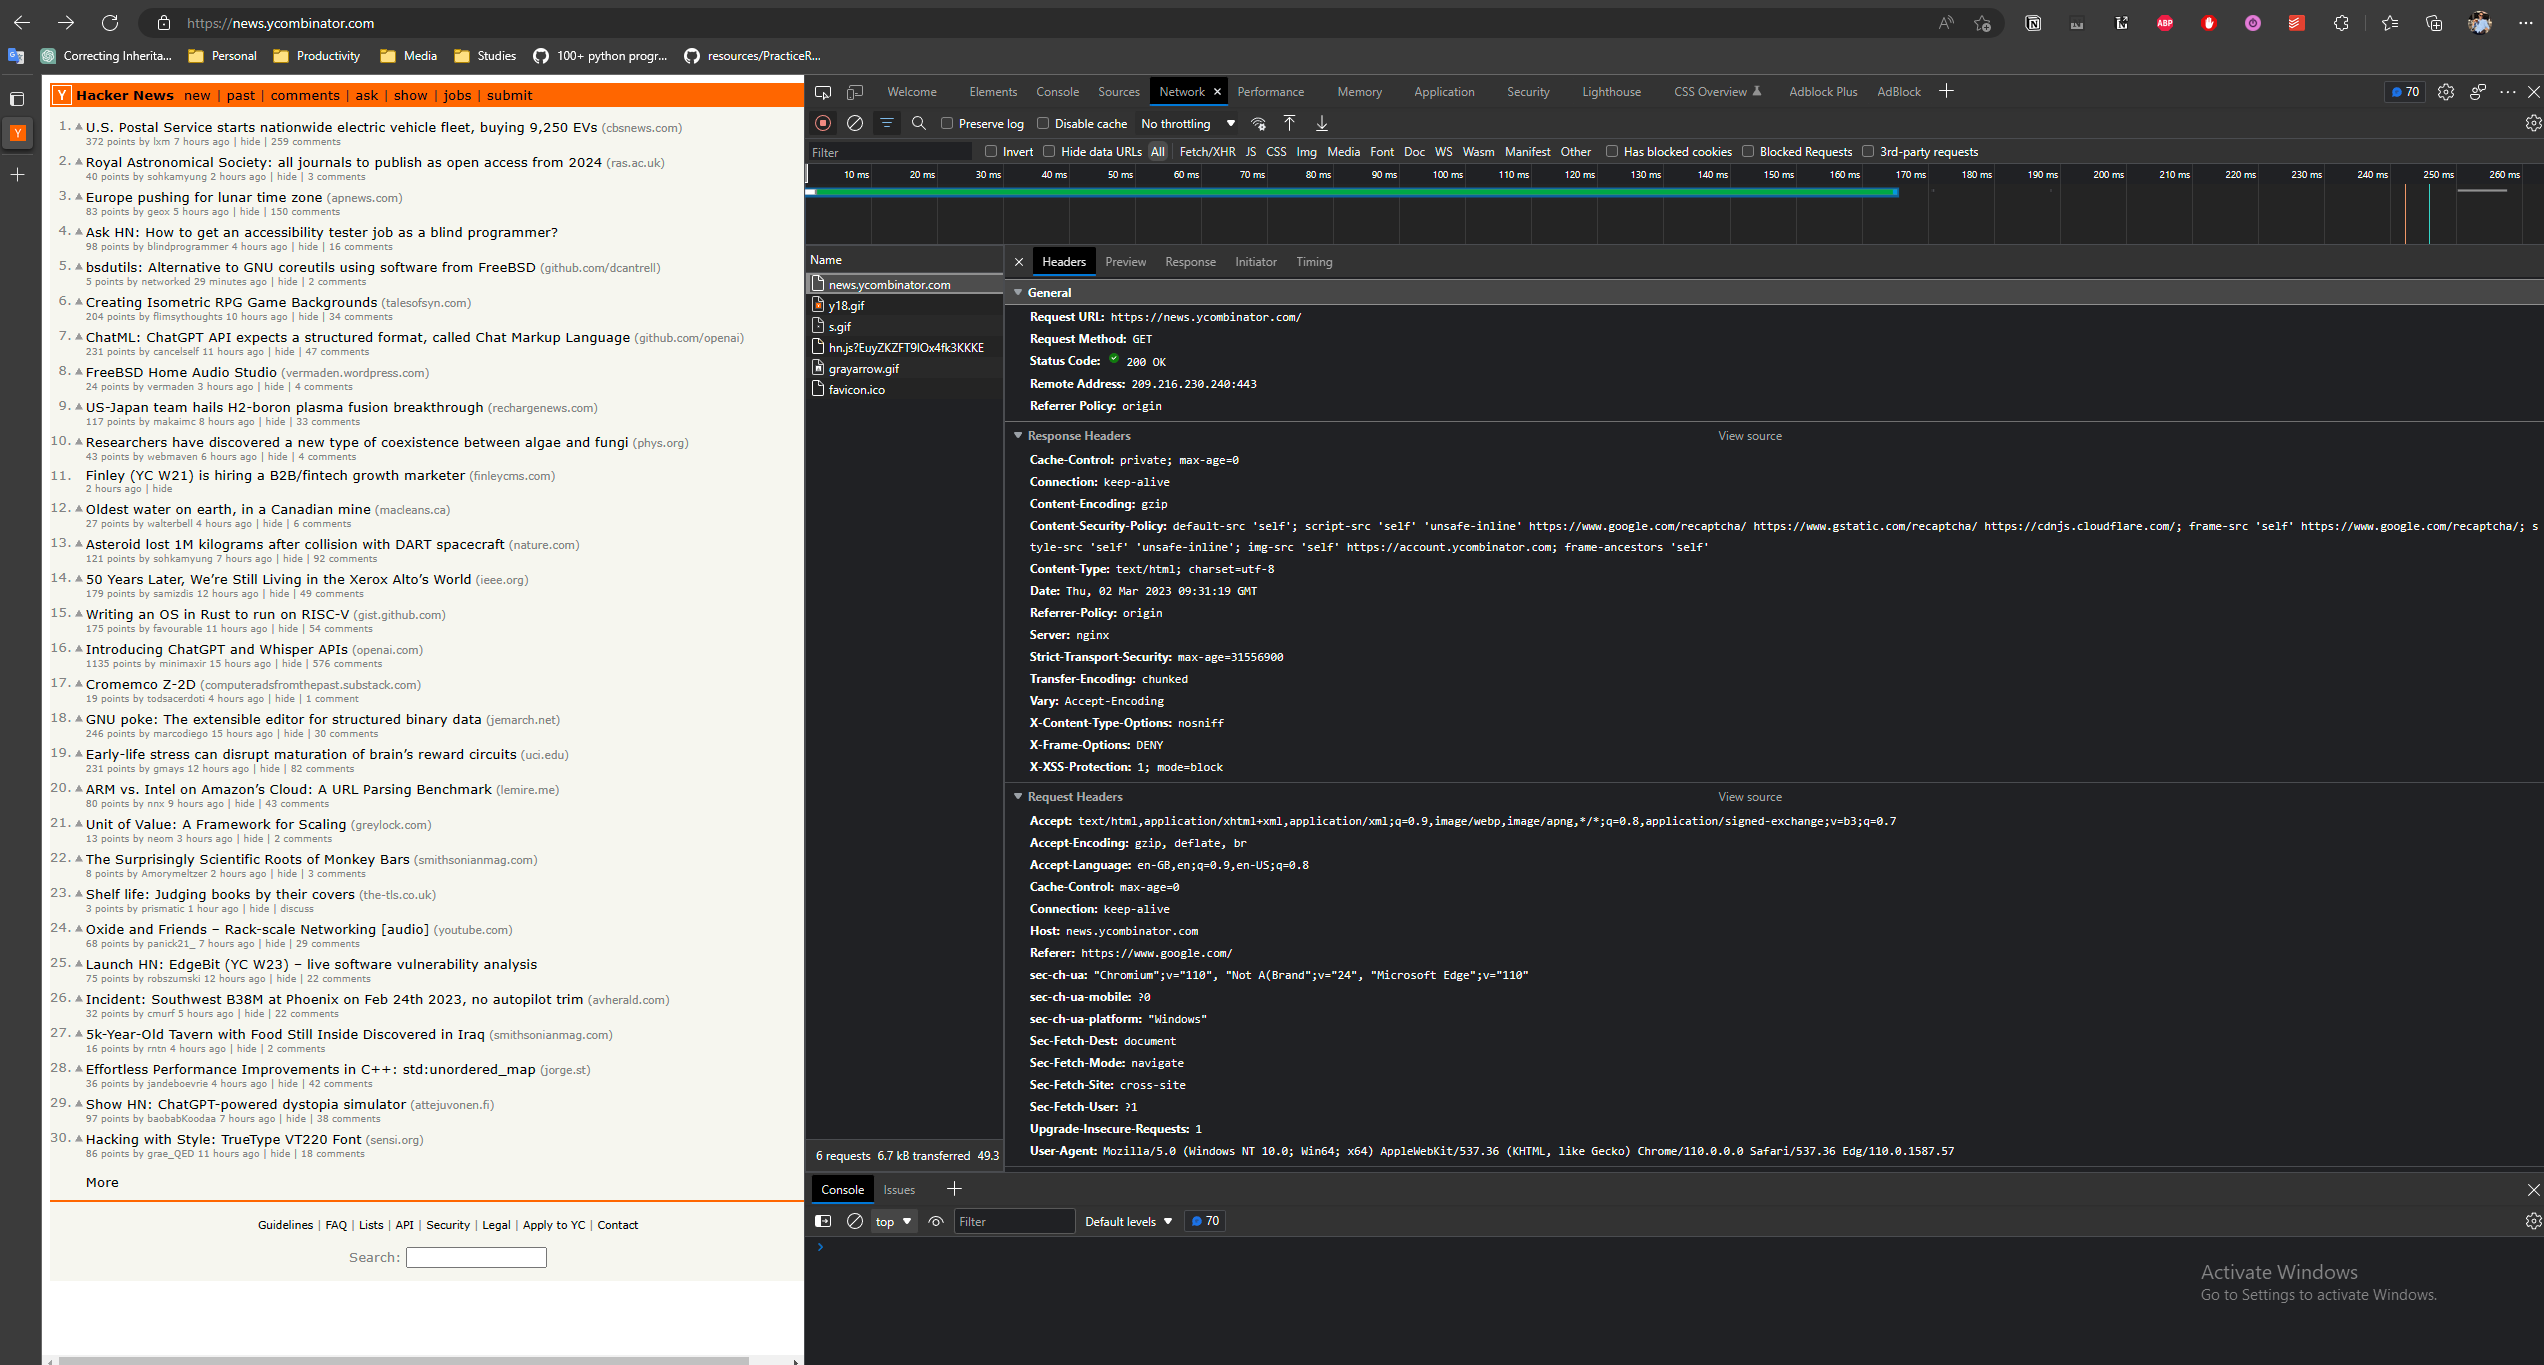 https://news.ycombinator.com
Correcting Inherita...
Personal
Productivity
Media
Studies
100+ python progr...
resources/PracticeR...
Y Hacker News new | past | comments | ask | show | jobs | submit
1. U.S. Postal Service starts nationwide electric vehicle fleet, buying 9,250 EVs (cbsnews.com)
372 points by lxm 7 hours ago | hide | 259 comments
2. Royal Astronomical Society: all journals to publish as open access from 2024 (ras.ac.uk)
40 points by sohkamyung 2 hours ago | hide | 3 comments
3. Europe pushing for lunar time zone (apnews.com)
83 points by geox 5 hours ago | hide | 150 comments
4. Ask HN: How to get an accessibility tester job as a blind programmer?
98 points by blindprogrammer 4 hours ago | hide | 16 comments
5. bsdutils: Alternative to GNU coreutils using software from FreeBSD (github.com/dcantrell)
5 points by networked 29 minutes ago | hide | 2 comments
6. Creating Isometric RPG Game Backgrounds (talesofsyn.com)
204 points by flimsythoughts 10 hours ago | hide | 34 comments
7. ChatML: ChatGPT API expects a structured format, called Chat Markup Language (github.com/openai)
231 points by cancelself 11 hours ago | hide | 47 comments
8. FreeBSD Home Audio Studio (vermaden.wordpress.com)
24 points by vermaden 3 hours ago | hide | 4 comments
9. US-Japan team hails H2-boron plasma fusion breakthrough (rechargenews.com)
117 points by makaimc 8 hours ago | hide | 33 comments
10. Researchers have discovered a new type of coexistence between algae and fungi (phys.org)
43 points by webmaven 6 hours ago | hide | 4 comments
11. Finley (YC W21) is hiring a B2B/fintech growth marketer (finleycms.com)
2 hours ago | hide
12. Oldest water on earth, in a Canadian mine (macleans.ca)
27 points by walterbell 4 hours ago | hide | 6 comments
13. Asteroid lost 1M kilograms after collision with DART spacecraft (nature.com)
121 points by sohkamyung 7 hours ago | hide | 92 comments
14. 50 Years Later, We’re Still Living in the Xerox Alto’s World (ieee.org)
179 points by samizdis 12 hours ago | hide | 49 comments
15. Writing an OS in Rust to run on RISC-V (gist.github.com)
175 points by favourable 11 hours ago | hide | 54 comments
16. Introducing ChatGPT and Whisper APIs (openai.com)
1135 points by minimaxir 15 hours ago | hide | 576 comments
17. Cromemco Z-2D (computeradsfromthepast.substack.com)
19 points by todsacerdoti 4 hours ago | hide | 1 comment
18. GNU poke: The extensible editor for structured binary data (jemarch.net)
246 points by marcodiego 15 hours ago | hide | 30 comments
19. Early-life stress can disrupt maturation of brain’s reward circuits (uci.edu)
231 points by gmays 12 hours ago | hide | 82 comments
20. ARM vs. Intel on Amazon’s Cloud: A URL Parsing Benchmark (lemire.me)
80 points by nnx 9 hours ago | hide | 43 comments
21. Unit of Value: A Framework for Scaling (greylock.com)
13 points by neom 3 hours ago | hide | 2 comments
22. The Surprisingly Scientific Roots of Monkey Bars (smithsonianmag.com)
8 points by Amorymeltzer 2 hours ago | hide | 3 comments
23. Shelf life: Judging books by their covers (the-tls.co.uk)
3 points by prismatic 1 hour ago | hide | discuss
24. Oxide and Friends – Rack-scale Networking [audio] (youtube.com)
68 points by panick21_ 7 hours ago | hide | 29 comments
25. Launch HN: EdgeBit (YC W23) – live software vulnerability analysis
75 points by robszumski 12 hours ago | hide | 22 comments
26. Incident: Southwest B38M at Phoenix on Feb 24th 2023, no autopilot trim (avherald.com)
32 points by cmurf 5 hours ago | hide | 22 comments
27. 5k-Year-Old Tavern with Food Still Inside Discovered in Iraq (smithsonianmag.com)
16 points by rntn 4 hours ago | hide | 2 comments
28. Effortless Performance Improvements in C++: std:unordered_map (jorge.st)
36 points by jandeboevrie 4 hours ago | hide | 42 comments
29. Show HN: ChatGPT-powered dystopia simulator (attejuvonen.fi)
97 points by baobabKoodaa 7 hours ago | hide | 38 comments
30. Hacking with Style: TrueType VT220 Font (sensi.org)
86 points by grae_QED 11 hours ago | hide | 18 comments
More
Guidelines | FAQ | Lists | API | Security | Legal | Apply to YC | Contact
Search:
Welcome Elements Console Sources Network Performance Memory Application Security Lighthouse CSS Overview Adblock Plus AdBlock 70
Preserve log Disable cache No throttling
Filter Invert Hide data URLs All Fetch/XHR JS CSS Img Media Font Doc WS Wasm Manifest Other Has blocked cookies Blocked Requests 3rd-party requests
10 ms 20 ms 30 ms 40 ms 50 ms 60 ms 70 ms 80 ms 90 ms 100 ms 110 ms 120 ms 130 ms 140 ms 150 ms 160 ms 170 ms 180 ms 190 ms 200 ms 210 ms 220 ms 230 ms 240 ms 250 ms 260 ms
Name
news.ycombinator.com
y18.gif
s.gif
hn.js?EuyZKZFT9lOx4fk3KKKE
grayarrow.gif
favicon.ico
6 requests 6.7 kB transferred 49.3
Headers Preview Response Initiator Timing
General
Request URL: https://news.ycombinator.com/
Request Method: GET
Status Code: 200 OK
Remote Address: 209.216.230.240:443
Referrer Policy: origin
Response Headers View source
Cache-Control: private; max-age=0
Connection: keep-alive
Content-Encoding: gzip
Content-Security-Policy: default-src 'self'; script-src 'self' 'unsafe-inline' https://www.google.com/recaptcha/ https://www.gstatic.com/recaptcha/ https://cdnjs.cloudflare.com/; frame-src 'self' https://www.google.com/recaptcha/; s
tyle-src 'self' 'unsafe-inline'; img-src 'self' https://account.ycombinator.com; frame-ancestors 'self'
Content-Type: text/html; charset=utf-8
Date: Thu, 02 Mar 2023 09:31:19 GMT
Referrer-Policy: origin
Server: nginx
Strict-Transport-Security: max-age=31556900
Transfer-Encoding: chunked
Vary: Accept-Encoding
X-Content-Type-Options: nosniff
X-Frame-Options: DENY
X-XSS-Protection: 1; mode=block
Request Headers View source
Accept: text/html,application/xhtml+xml,application/xml;q=0.9,image/webp,image/apng,*/*;q=0.8,application/signed-exchange;v=b3;q=0.7
Accept-Encoding: gzip, deflate, br
Accept-Language: en-GB,en;q=0.9,en-US;q=0.8
Cache-Control: max-age=0
Connection: keep-alive
Host: news.ycombinator.com
Referer: https://www.google.com/
sec-ch-ua: "Chromium";v="110", "Not A(Brand";v="24", "Microsoft Edge";v="110"
sec-ch-ua-mobile: ?0
sec-ch-ua-platform: "Windows"
Sec-Fetch-Dest: document
Sec-Fetch-Mode: navigate
Sec-Fetch-Site: cross-site
Sec-Fetch-User: ?1
Upgrade-Insecure-Requests: 1
User-Agent: Mozilla/5.0 (Windows NT 10.0; Win64; x64) AppleWebKit/537.36 (KHTML, like Gecko) Chrome/110.0.0.0 Safari/537.36 Edg/110.0.1587.57
Console Issues
top Filter Default levels 70
Activate Windows
Go to Settings to activate Windows.